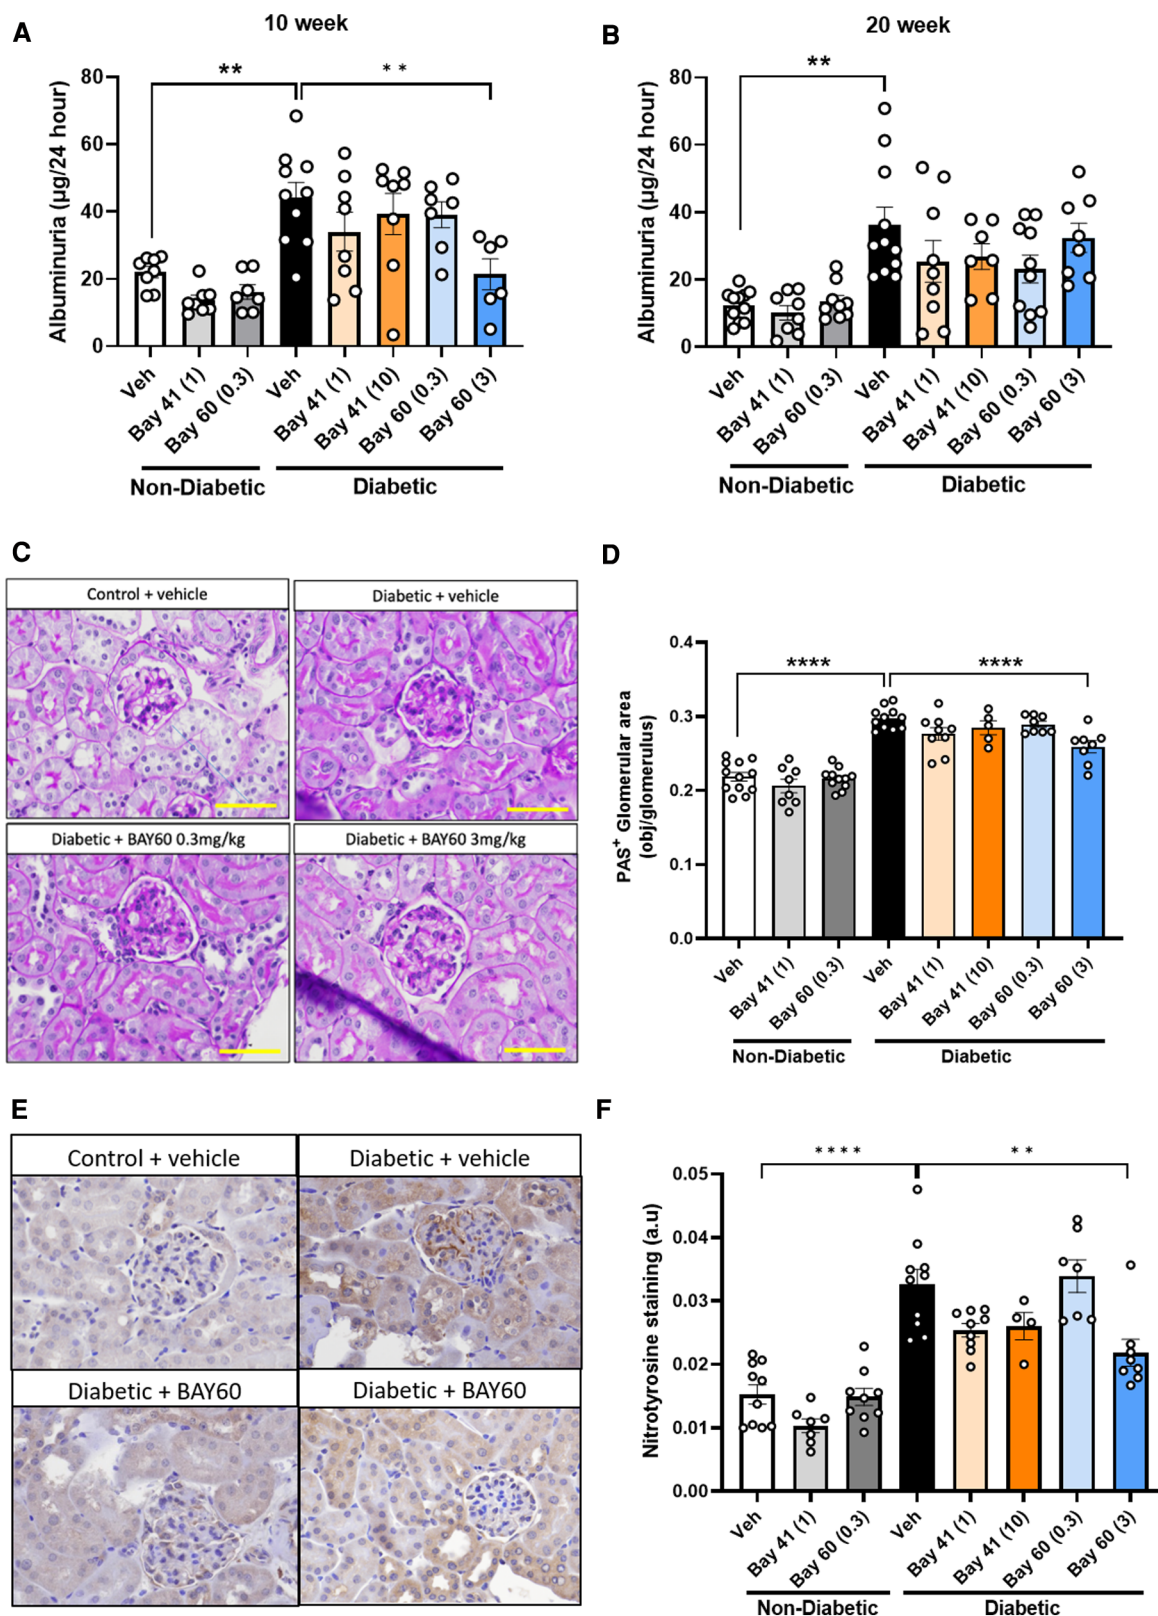 A
10 week
Albuminuria (µg/24 hour)
80
60
40
20
0
**
**
Veh
Bay 41 (1)
Bay 60 (0.3)
Veh
Bay 41 (1)
Bay 41 (10)
Bay 60 (0.3)
Bay 60 (3)
Non-Diabetic
Diabetic
B
20 week
Albuminuria (µg/24 hour)
80
60
40
20
0
**
Veh
Bay 41 (1)
Bay 60 (0.3)
Veh
Bay 41 (1)
Bay 41 (10)
Bay 60 (0.3)
Bay 60 (3)
Non-Diabetic
Diabetic
C
Control + vehicle
Diabetic + vehicle
Diabetic + BAY60 0.3mg/kg
Diabetic + BAY60 3mg/kg
D
PAS+ Glomerular area
(obj/glomerulus)
0.4
0.3
0.2
0.1
0.0
****
****
Veh
Bay 41 (1)
Bay 60 (0.3)
Veh
Bay 41 (1)
Bay 41 (10)
Bay 60 (0.3)
Bay 60 (3)
Non-Diabetic
Diabetic
E
Control + vehicle
Diabetic + vehicle
Diabetic + BAY60
Diabetic + BAY60
F
Nitrotyrosine staining (a.u)
0.05
0.04
0.03
0.02
0.01
0.00
****
**
Veh
Bay 41 (1)
Bay 60 (0.3)
Veh
Bay 41 (1)
Bay 41 (10)
Bay 60 (0.3)
Bay 60 (3)
Non-Diabetic
Diabetic